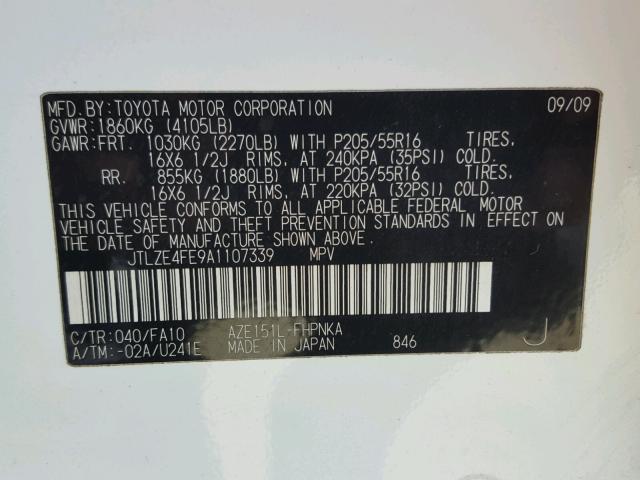 MFD.BY:TOYOTA MOTOR CORPORATION 09/09
GVWR:1860KG (4105LB)
GAWR:FRT. 1030KG (2270LB) WITH P205/55R16 TIRES,
16X6 1/2J RIMS, AT 240KPA (35PSI) COLD.
RR. 855KG (1880LB) WITH P205/55R16 TIRES,
16X6 1/2J RIMS, AT 220KPA (32PSI) COLD.
THIS VEHICLE CONFORMS TO ALL APPLICABLE FEDERAL MOTOR
VEHICLE SAFETY AND THEFT PREVENTION STANDARDS IN EFFECT ON
THE DATE OF MANUFACTURE SHOWN ABOVE.
JTLZE4FE9A1107339 MPV
C/TR:040/FA10 AZE151L-FHPNKA
A/TM:-02A/U241E MADE IN JAPAN 846 J